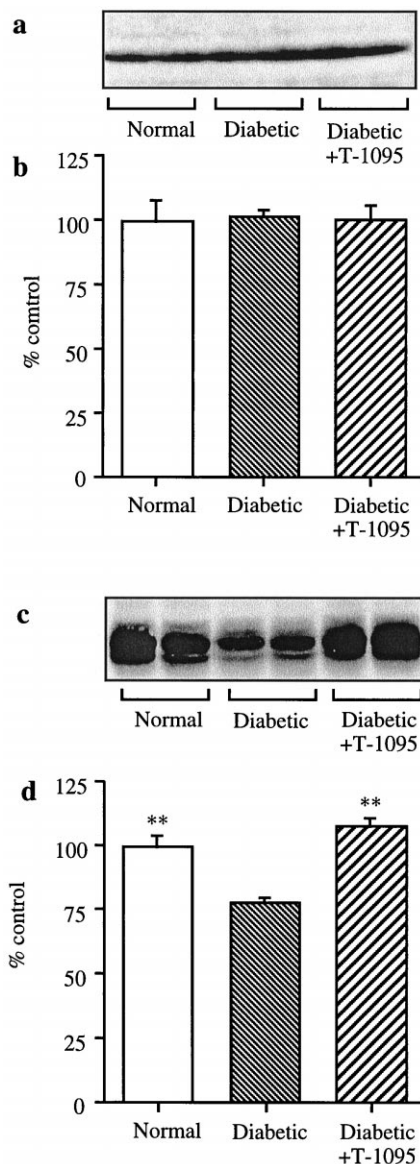 a
Normal Diabetic Diabetic
+T-1095
b
125
100
75
50
25
0
% comtrol
Normal Diabetic Diabetic
+T-1095
c
Normal Diabetic Diabetic
+T-1095
d
125
100
75
50
25
0
% control
** **
Normal Diabetic Diabetic
+T-1095